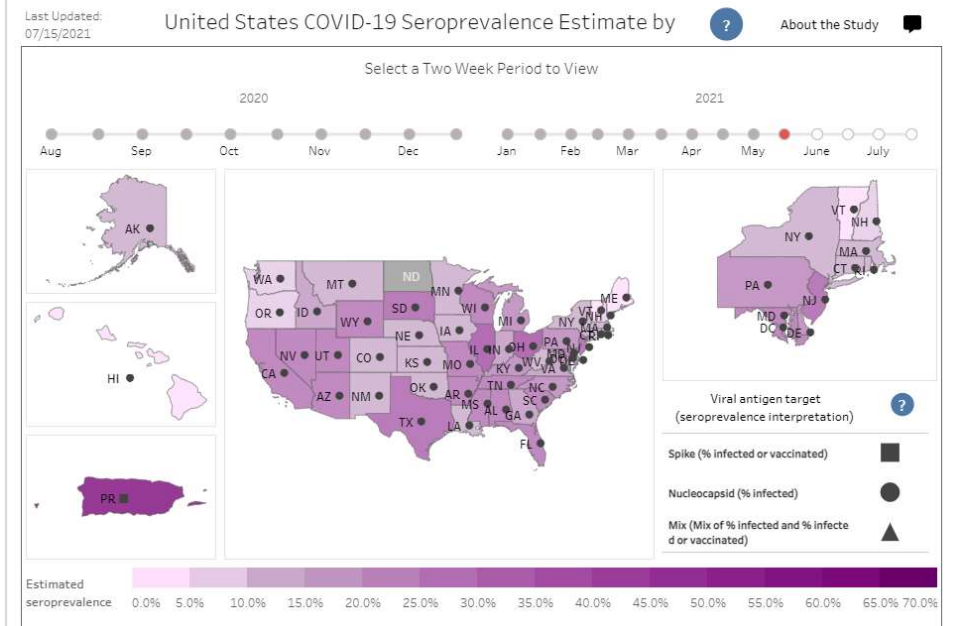 Last Updated:
07/15/2021
United States COVID-19 Seroprevalence Estimate by
?
About the Study
Select a Two Week Period to View
2020
2021
Aug
Sep
Oct
Nov
Dec
Jan
Feb
Mar
Apr
May
June
July
AK
HI
PR
WA
MT
ND
MN
OR
ID
SD
WI
MI
ME
VT
NH
WY
NY
MA
NE
IA
PA
NV
UT
CO
IL
IN
OH
CA
KS
MO
KY
WV
VA
AZ
NM
OK
AR
TN
NC
SC
MS
AL
GA
TX
LA
FL
VT
NH
NY
MA
CT
RI
PA
NJ
MD
DC
DE
Viral antigen target
(seroprevalence interpretation)
?
Spike (% infected or vaccinated)
Nucleocapsid (% infected)
Mix (Mix of % infected and % infecte
d or vaccinated)
Estimated
seroprevalence
0.0% 5.0% 10.0% 15.0% 20.0% 25.0% 30.0% 35.0% 40.0% 45.0% 50.0% 55.0% 60.0% 65.0% 70.0%